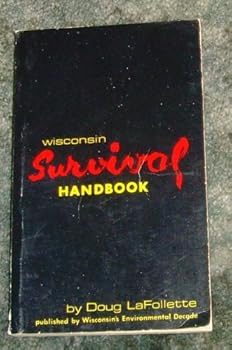 wisconsin
Survival
HANDBOOK
by Doug LaFollette
published by Wisconsin's Environmental Decade